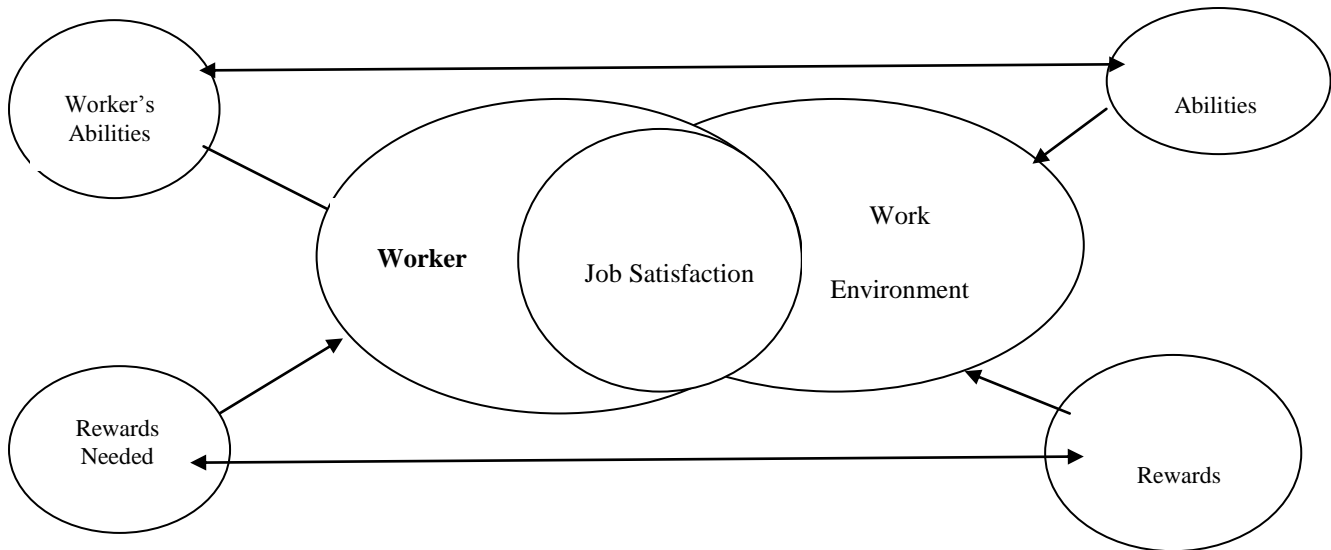 Worker's
Abilities
Abilities
Worker
Job Satisfaction
Work
Environment
Rewards
Needed
Rewards